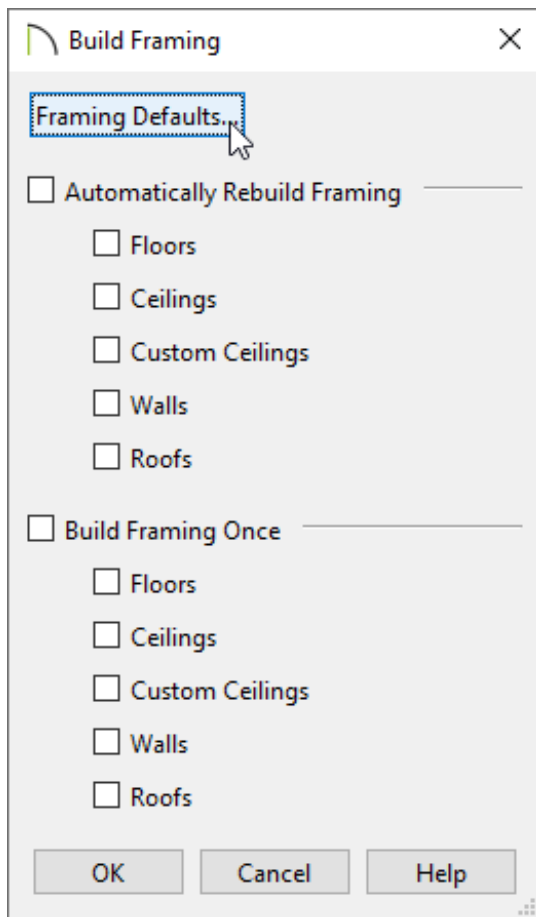 Build Framing
Framing Defaults...
Automatically Rebuild Framing
Floors
Ceilings
Custom Ceilings
Walls
Roofs
Build Framing Once
Floors
Ceilings
Custom Ceilings
Walls
Roofs
OK Cancel Help